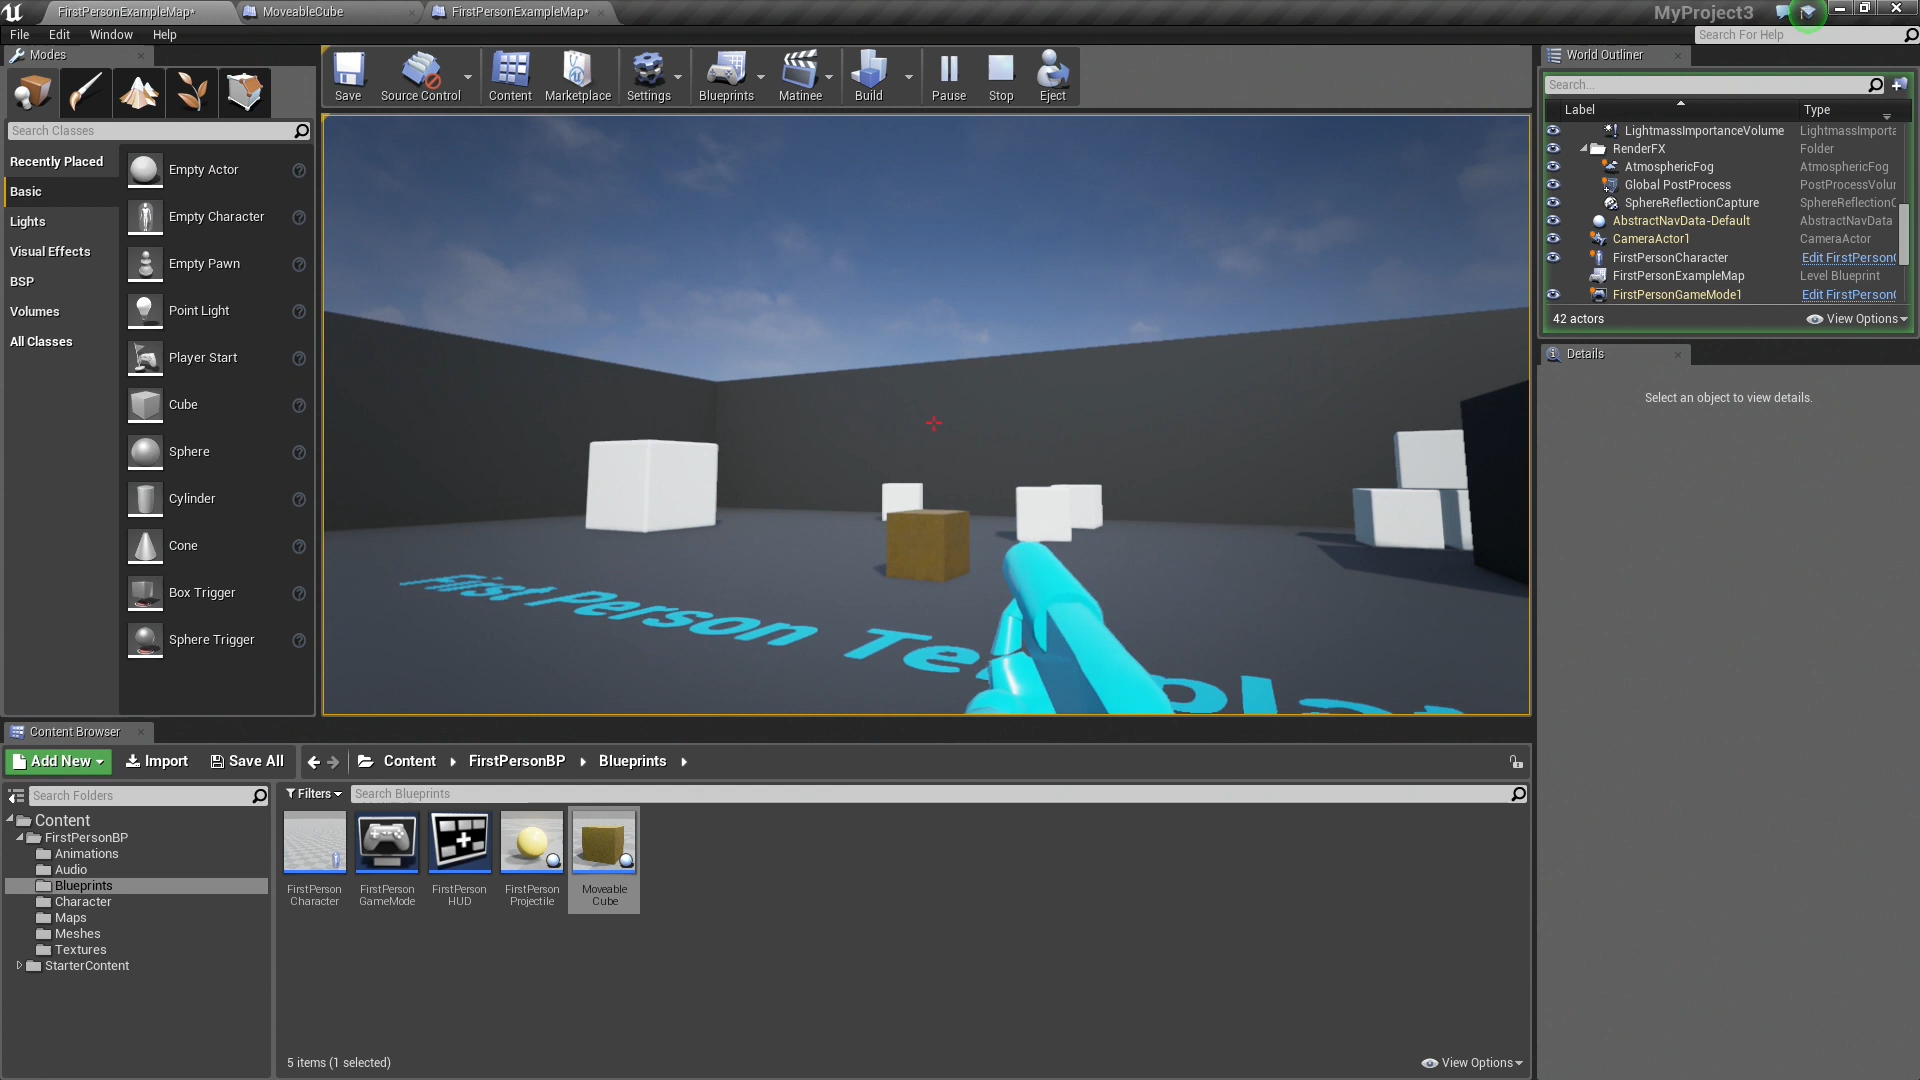 FirstPersonExampleMap*
MoveableCube
FirstPersonExampleMap*
MyProject3
File Edit Window Help
Search For Help
Modes
Save
Source Control
Content
Marketplace
Settings
Blueprints
Matinee
Build
Pause
Stop
Eject
Search Classes
Recently Placed
Basic
Lights
Visual Effects
BSP
Volumes
All Classes
Empty Actor
Empty Character
Empty Pawn
Point Light
Player Start
Cube
Sphere
Cylinder
Cone
Box Trigger
Sphere Trigger
First Person Te
World Outliner
Search...
Label Type
LightmassImportanceVolume LightmassImporta
RenderFX Folder
AtmosphericFog AtmosphericFog
Global PostProcess PostProcessVolur
SphereReflectionCapture SphereReflectionC
AbstractNavData-Default AbstractNavData
CameraActor1 CameraActor
FirstPersonCharacter Edit FirstPerson(
FirstPersonExampleMap Level Blueprint
FirstPersonGameMode1 Edit FirstPerson(
42 actors View Options
Details
Select an object to view details.
Content Browser
Add New Import Save All
Content FirstPersonBP Blueprints
Search Folders
Content
FirstPersonBP
Animations
Audio
Blueprints
Character
Maps
Meshes
Textures
StarterContent
Filters Search Blueprints
FirstPerson
Character
FirstPerson
GameMode
FirstPerson
HUD
FirstPerson
Projectile
Moveable
Cube
5 items (1 selected)
View Options